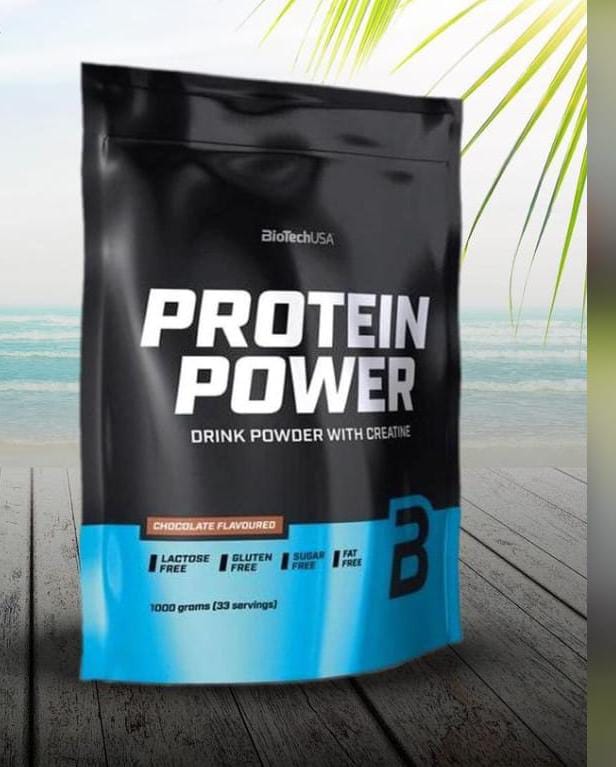 BioTechUSA
PROTEIN
POWER
DRINK POWDER WITH CREATINE
CHOCOLATE FLAVOURED
LACTOSE FREE
GLUTEN FREE
SUGAR FREE
FAT FREE
1000 grams (33 servings)
B